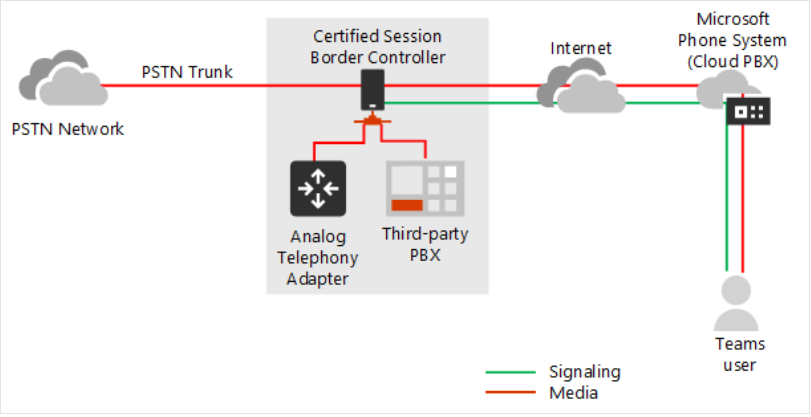 Certified Session
Border Controller
Microsoft
Phone System
(Cloud PBX)
Internet
PSTN Trunk
PSTN Network
Analog
Telephony
Adapter
Third-party
PBX
Teams
user
Signaling
Media